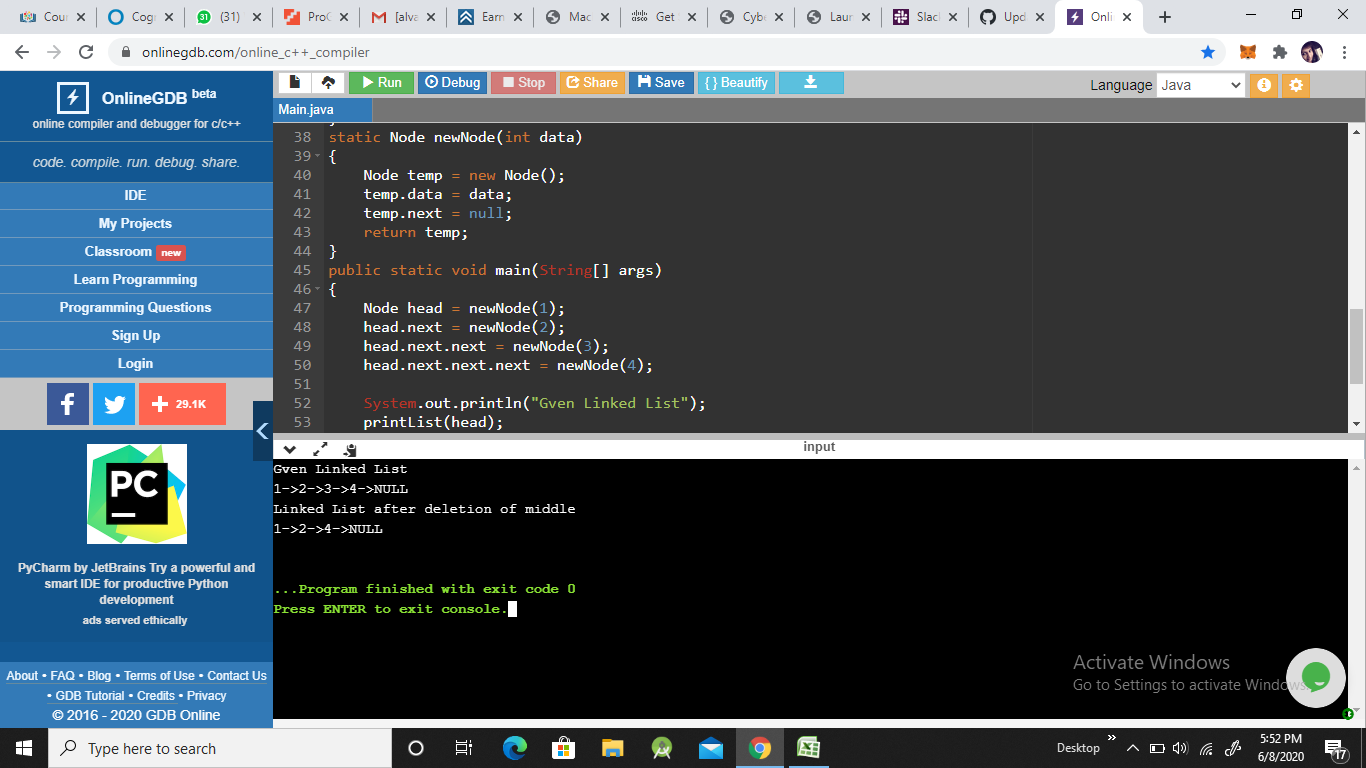 Cour
Cogn
31
(31)
ProG
[alva
Earn
Mac
Get
Cybe
Laur
Slac
Upd
Onli
onlinegdb.com/online_c++_compiler
OnlineGDB beta
online compiler and debugger for c/c++
code. compile. run. debug. share.
IDE
My Projects
Classroom new
Learn Programming
Programming Questions
Sign Up
Login
29.1K
PC
PyCharm by JetBrains Try a powerful and
smart IDE for productive Python
development
ads served ethically
About • FAQ • Blog • Terms of Use • Contact Us
• GDB Tutorial • Credits • Privacy
© 2016 - 2020 GDB Online
Run Debug Stop Share Save { } Beautify
Language Java
Main.java
38 static Node newNode(int data)
39 {
40 Node temp = new Node();
41 temp.data = data;
42 temp.next = null;
43 return temp;
44 }
45 public static void main(String[] args)
46 {
47 Node head = newNode(1);
48 head.next = newNode(2);
49 head.next.next = newNode(3);
50 head.next.next.next = newNode(4);
51
52 System.out.println("Gven Linked List");
53 printList(head);
input
Gven Linked List
1->2->3->4->NULL
Linked List after deletion of middle
1->2->4->NULL
...Program finished with exit code 0
Press ENTER to exit console.
Activate Windows
Go to Settings to activate Windows.
Type here to search
Desktop
5:52 PM
6/8/2020
17